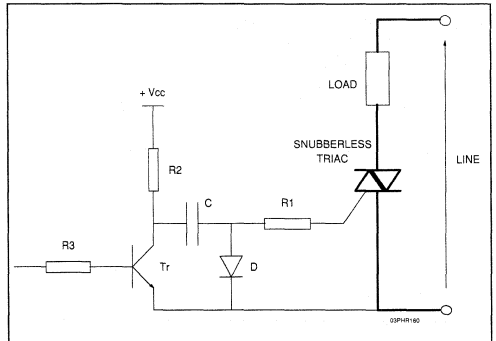 LOAD
+ Vcc
SNUBBERLESS
TRIAC
LINE
R2
C
R1
R3
Tr
D
03PHR160